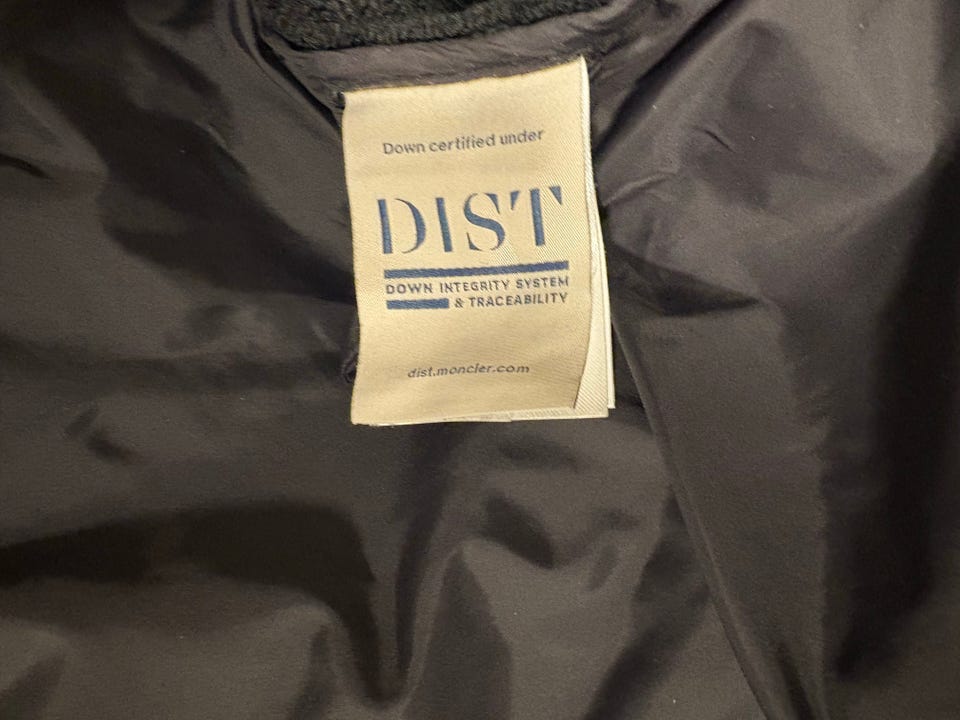 Down certified under
DIST
DOWN INTEGRITY SYSTEM
& TRACEABILITY
dist.moncler.com